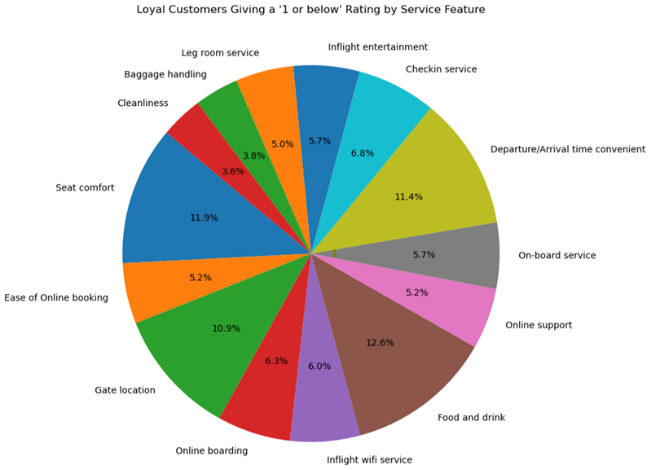 Loyal Customers Giving a '1 or below' Rating by Service Feature
Leg room service
Inflight entertainment
Baggage handling
Checkin service
Cleanliness
Departure/Arrival time convenient
Seat comfort
On-board service
Ease of Online booking
Online support
Gate location
Food and drink
Online boarding
Inflight wifi service
5.0%
5.7%
3.8%
6.8%
3.6%
11.4%
11.9%
5.7%
5.2%
5.2%
10.9%
12.6%
6.3%
6.0%